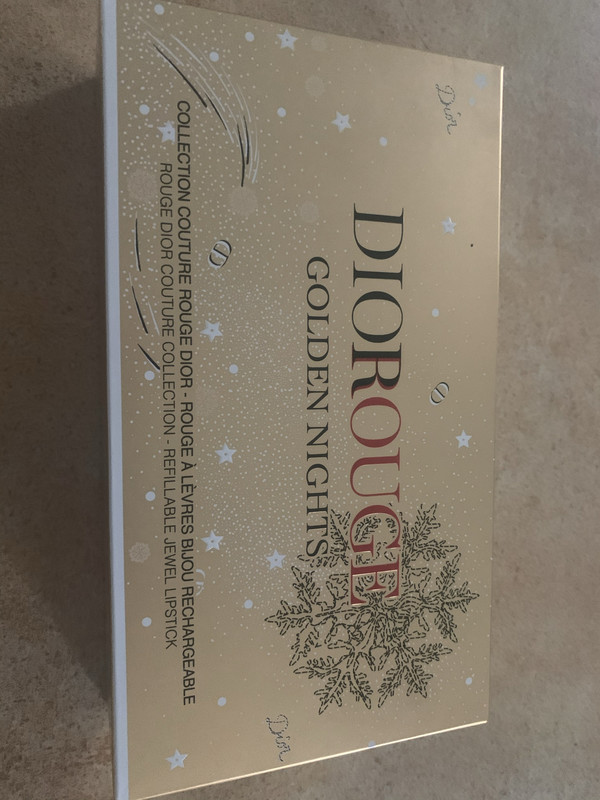 Dior
DIOROUGE
GOLDEN NIGHTS
COLLECTION COUTURE ROUGE DIOR - ROUGE À LÈVRES BIJOU RECHARGEABLE
ROUGE DIOR COUTURE COLLECTION - REFILLABLE JEWEL LIPSTICK
Dior